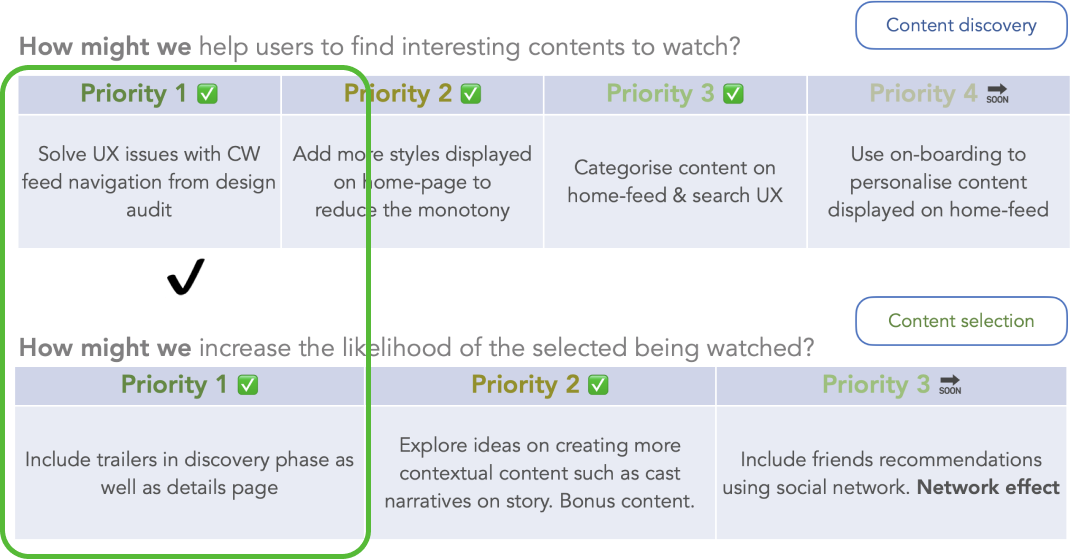 Content discovery
How might we help users to find interesting contents to watch?
Priority 1 ✅
Priority 2 ✅
Priority 3 ✅
Priority 4 🔜
Solve UX issues with CW
feed navigation from design
audit
Add more styles displayed
on home-page to
reduce the monotony
Categorise content on
home-feed & search UX
Use on-boarding to
personalise content
displayed on home-feed
Content selection
How might we increase the likelihood of the selected being watched?
Priority 1 ✅
Priority 2 ✅
Priority 3 🔜
Include trailers in discovery phase as
well as details page
Explore ideas on creating more
contextual content such as cast
narratives on story. Bonus content.
Include friends recommendations
using social network. Network effect